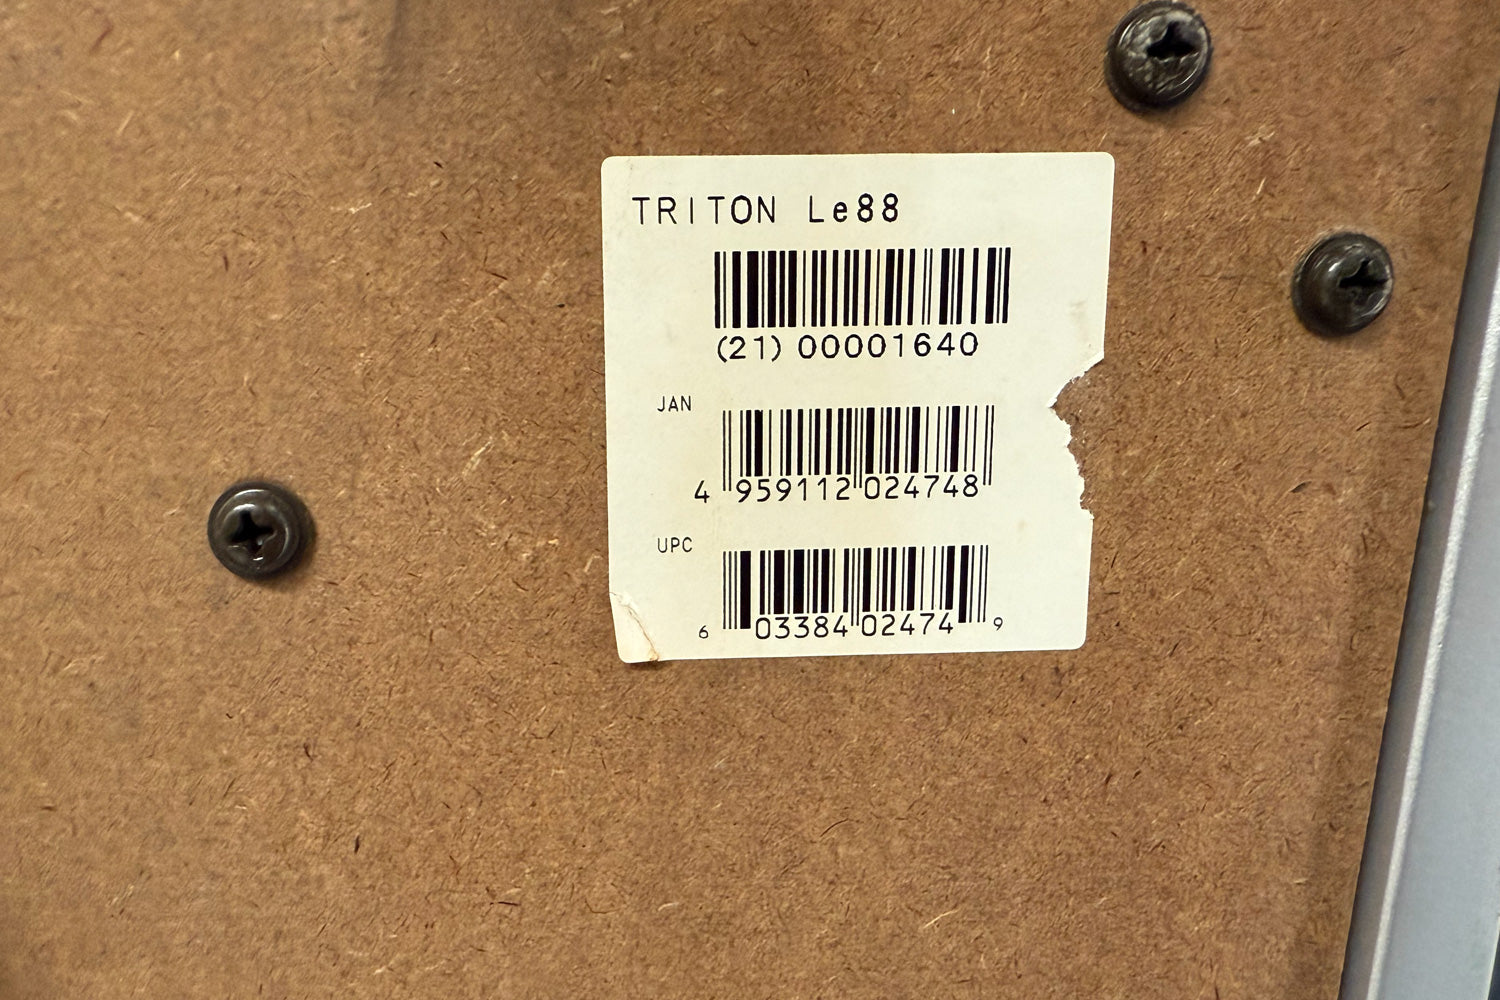 TRITON Le88
(21) 00001640
JAN
4 959112 024748
UPC
6 03384 02474 9